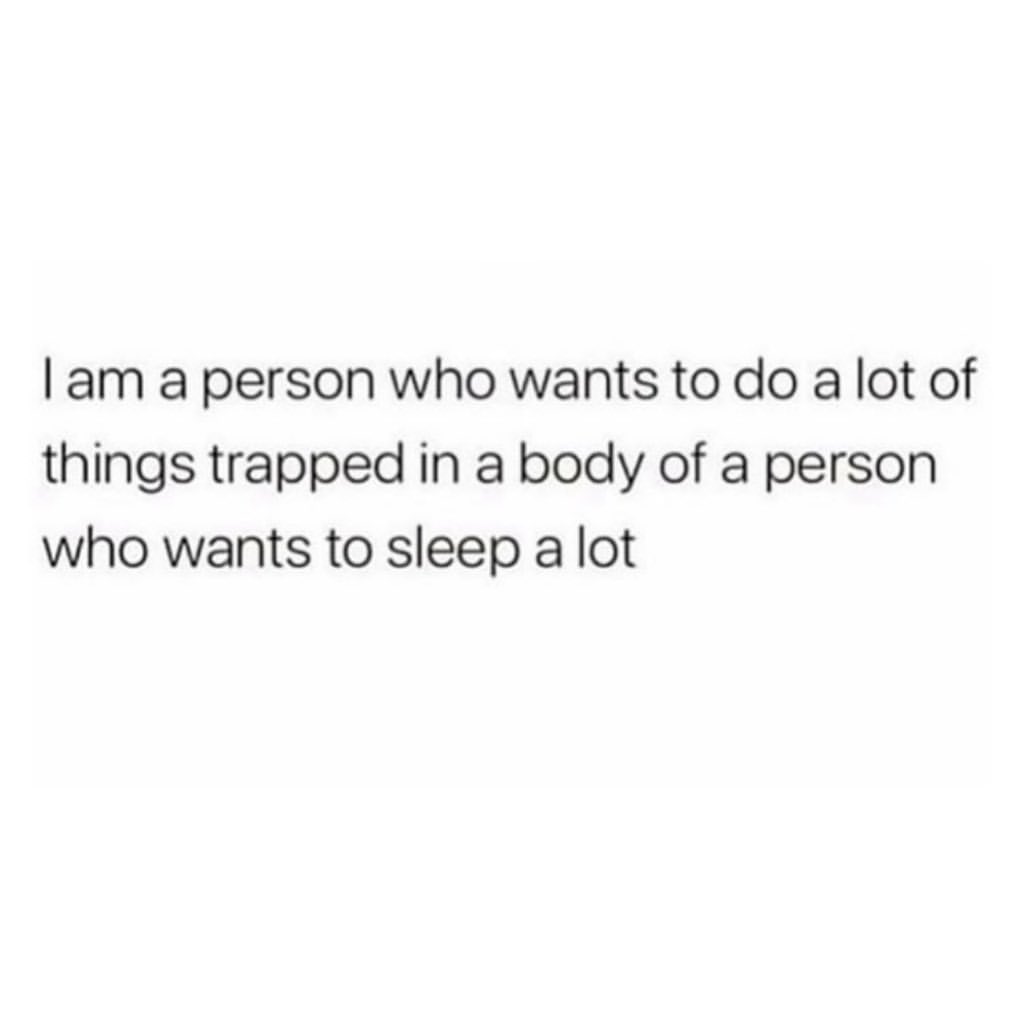 I am a person who wants to do a lot of
things trapped in a body of a person
who wants to sleep a lot